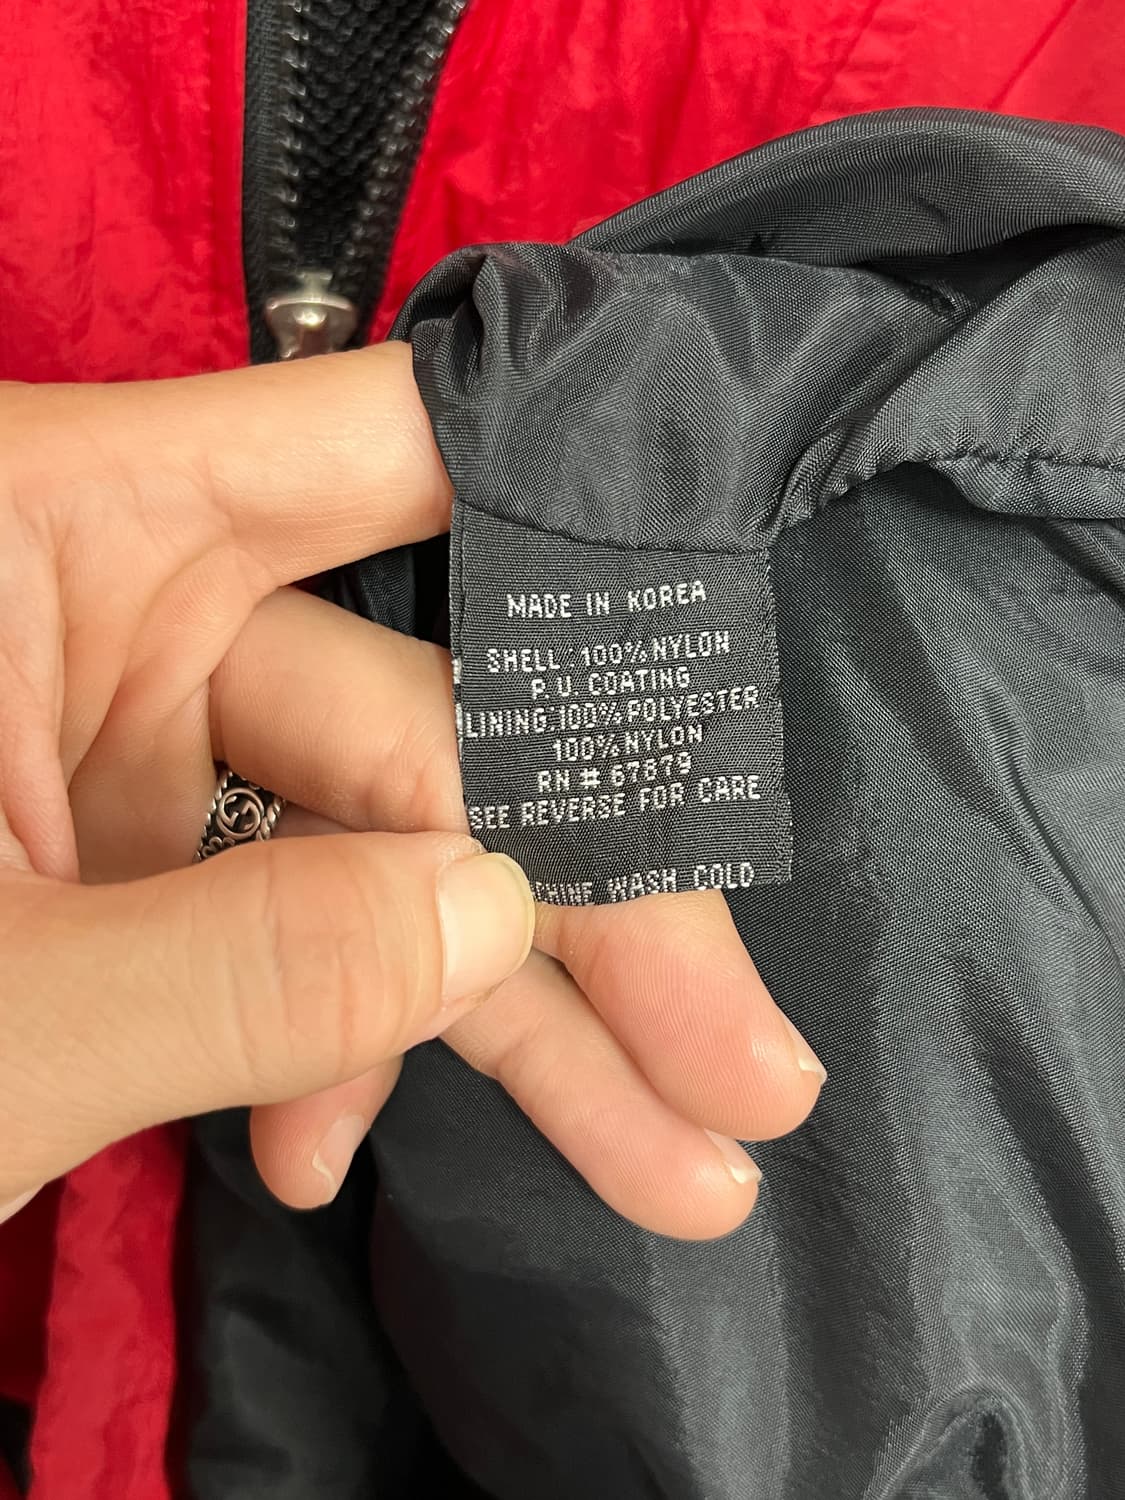 MADE IN KOREA
SHELL : 100% NYLON
P. U. COATING
LINING 100% POLYESTER
100% NYLON
RN # 67879
SEE REVERSE FOR CARE
WASH COLD